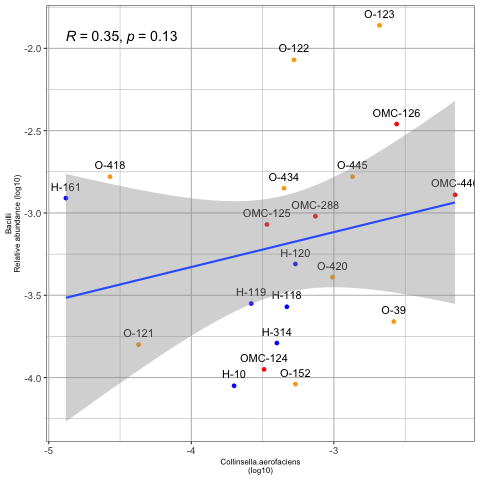 R = 0.35, p = 0.13
O-123
O-122
OMC-126
O-418
O-445
O-434
H-161
OMC-446
OMC-288
OMC-125
H-120
O-420
H-119
H-118
O-39
O-121
H-314
OMC-124
H-10
O-152
-2.0
-2.5
-3.0
-3.5
-4.0
-5
-4
-3
Bacilli
Relative abundante (log10)
Collinsella.aerofaciens
(log10)